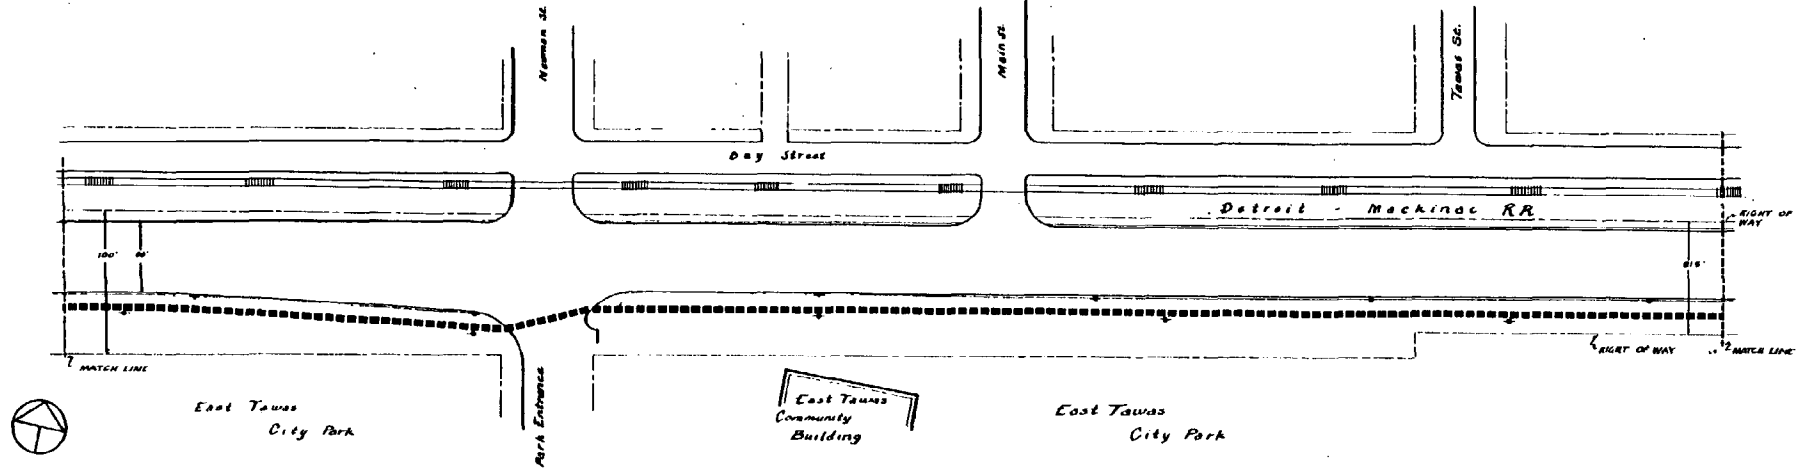 Newman St.
Main St.
Tawas St.
Bay Street
Detroit - Mackinac RR
RIGHT OF
WAY
100'
RIGHT OF WAY
MATCH LINE
MATCH LINE
East Tawas
City Park
Park Entrance
East Tawas
Community
Building
East Tawas
City Park